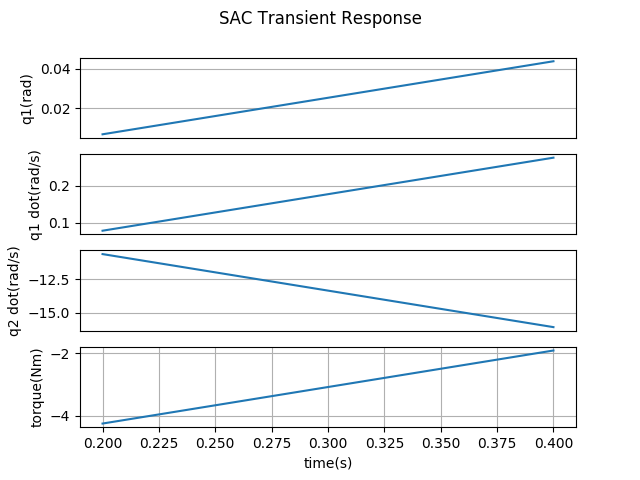 SAC Transient Response
q1(rad)
0.04
0.02
q1 dot(rad/s)
0.2
0.1
q2 dot(rad/s)
−12.5
−15.0
torque(Nm)
−2
−4
0.200 0.225 0.250 0.275 0.300 0.325 0.350 0.375 0.400
time(s)